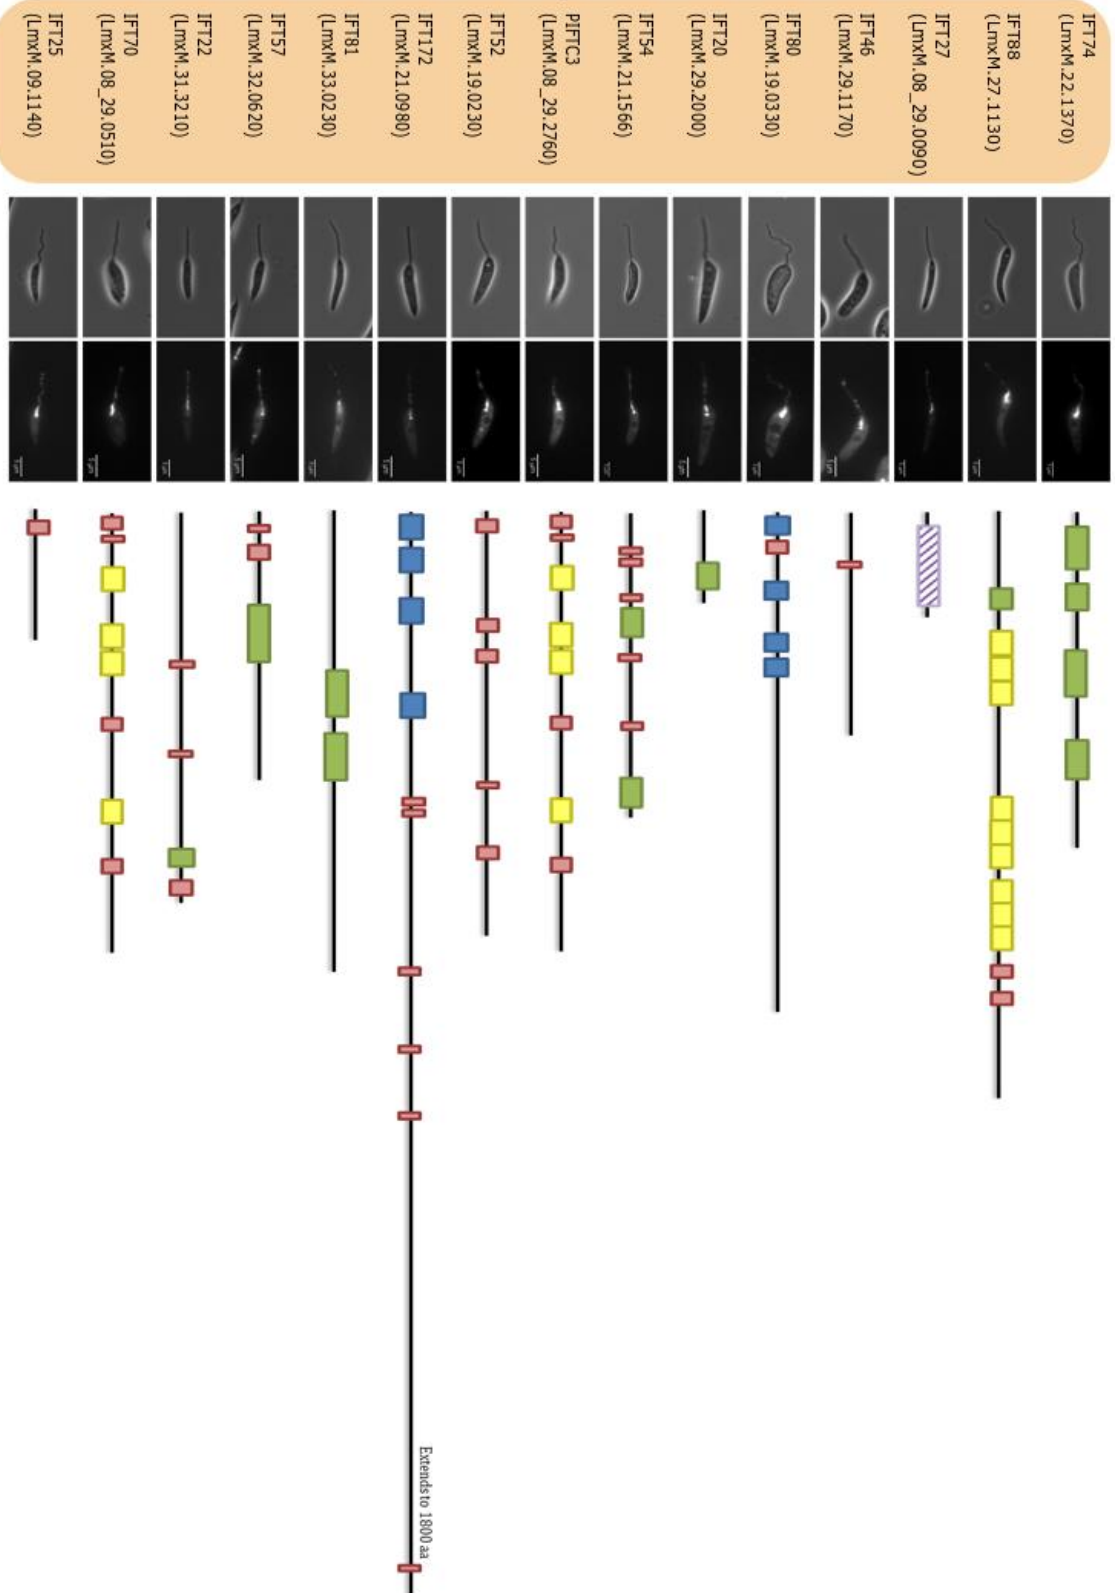 IFT74
(LmxM.22.1370)
IFT88
(LmxM.27.1130)
IFT27
(LmxM.08_29.0090)
IFT46
(LmxM.29.1170)
IFT80
(LmxM.19.0330)
IFT20
(LmxM.29.2000)
IFT54
(LmxM.21.1566)
PIFTC3
(LmxM.08_29.2760)
IFT52
(LmxM.19.0230)
IFT172
(LmxM.21.0980)
Extends to 1800 aa
IFT81
(LmxM.33.0230)
IFT57
(LmxM.32.0620)
IFT22
(LmxM.31.3210)
IFT70
(LmxM.08_29.0510)
IFT25
(LmxM.09.1140)